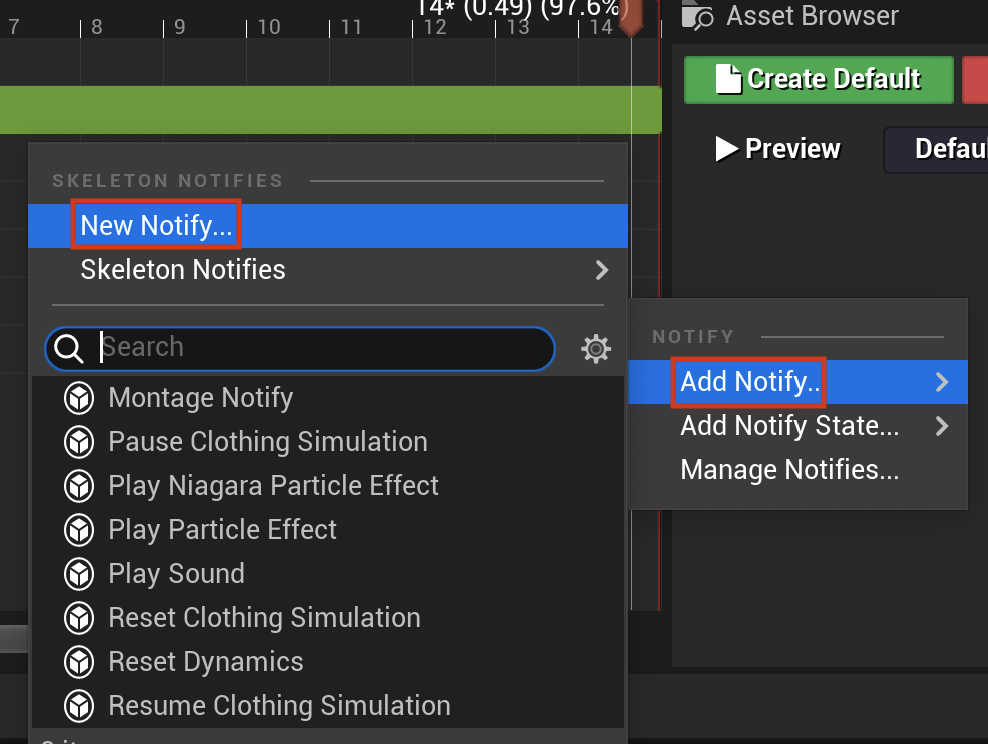 14* (0.49) (97.6%)
Asset Browser
7 8 9 10 11 12 13 14
Create Default
Preview
Defau
SKELETON NOTIFIES
New Notify...
Skeleton Notifies
Search
NOTIFY
Add Notify..
Add Notify State...
Manage Notifies...
Montage Notify
Pause Clothing Simulation
Play Niagara Particle Effect
Play Particle Effect
Play Sound
Reset Clothing Simulation
Reset Dynamics
Resume Clothing Simulation